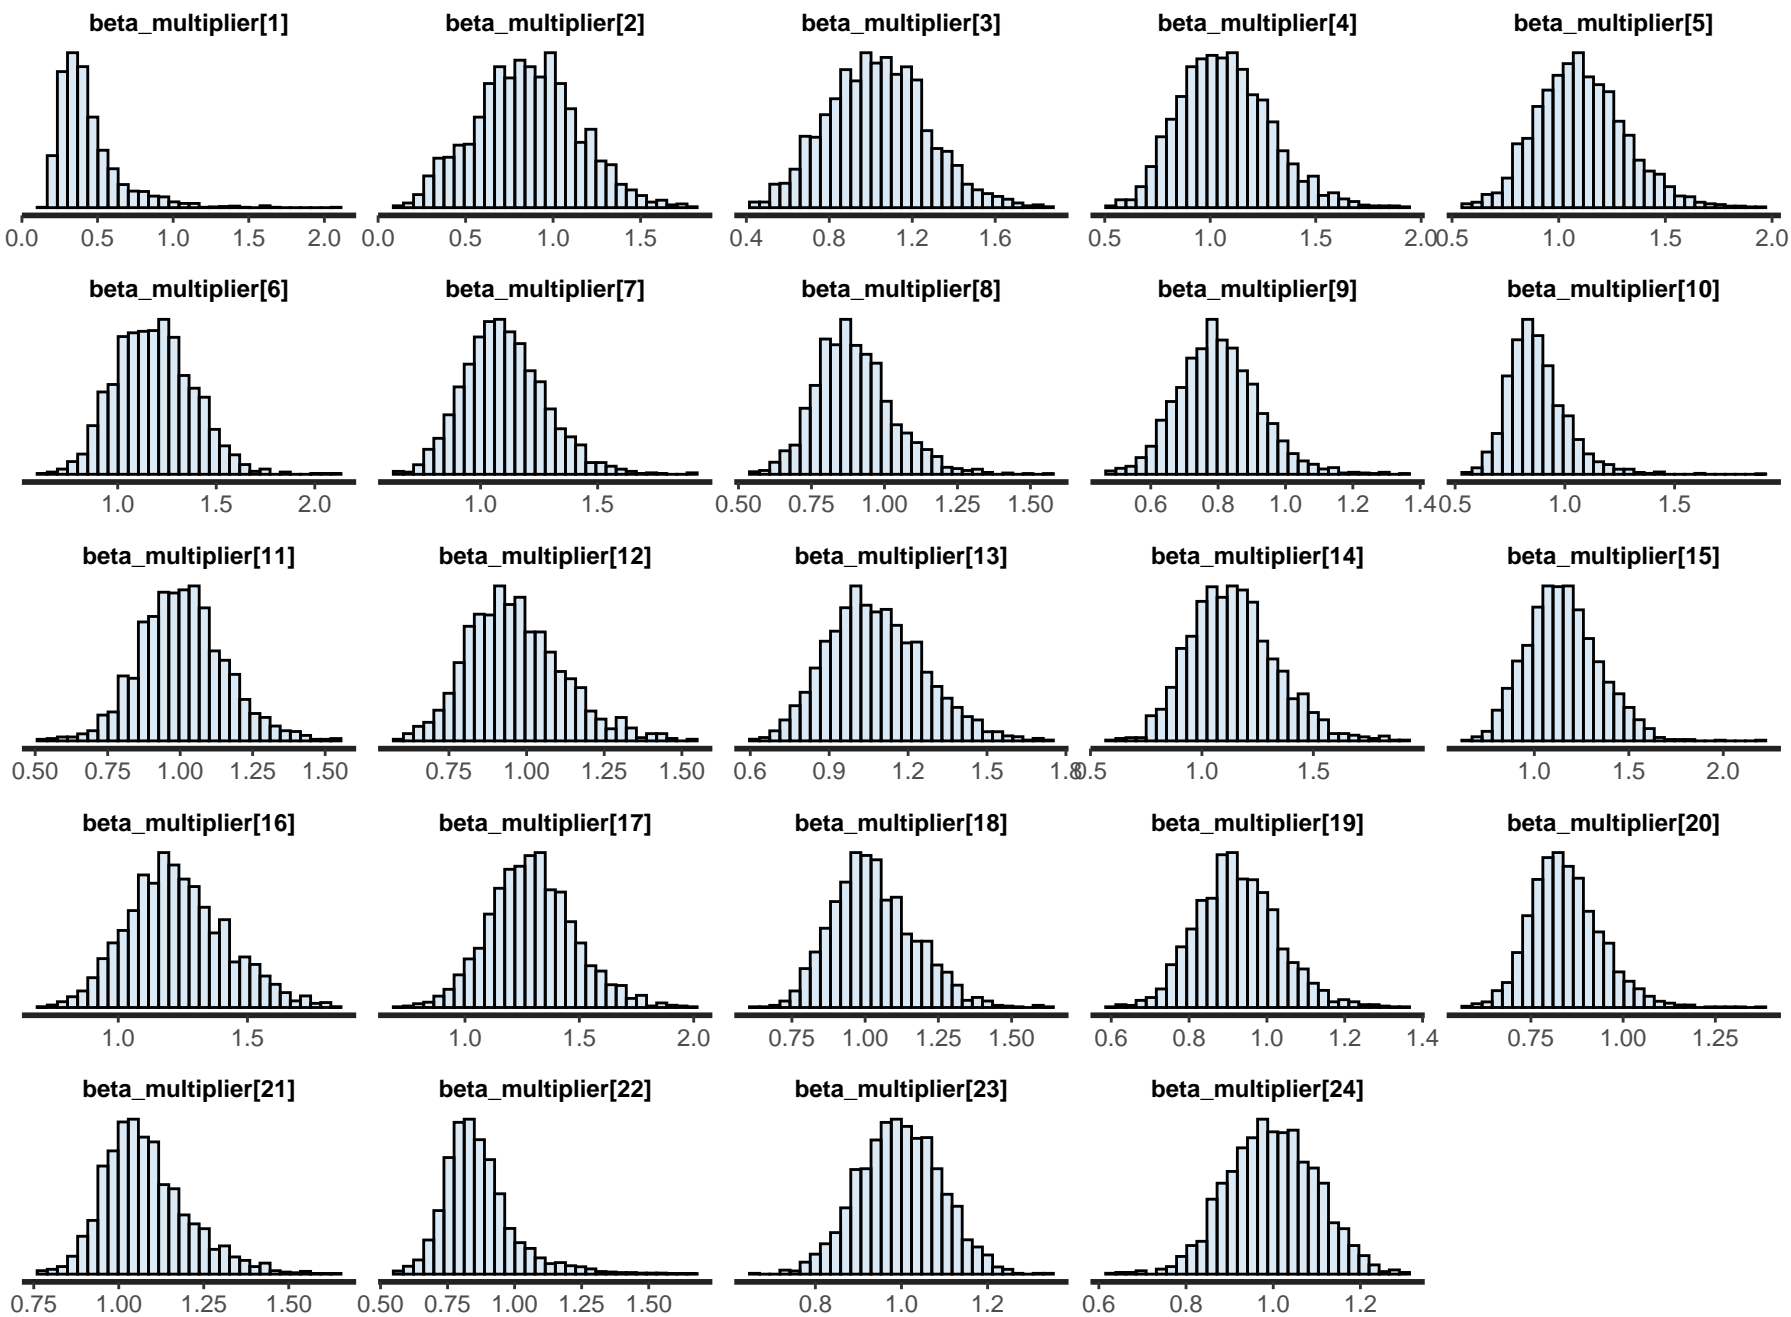 beta_multiplier[1] beta_multiplier[2] beta_multiplier[3] beta_multiplier[4] beta_multiplier[5]
0.0 0.5 1.0 1.5 2.0 0.0 0.5 1.0 1.5 0.4 0.8 1.2 1.6 0.5 1.0 1.5 2.0 0.5 1.0 1.5 2.0
beta_multiplier[6] beta_multiplier[7] beta_multiplier[8] beta_multiplier[9] beta_multiplier[10]
1.0 1.5 2.0 1.0 1.5 0.50 0.75 1.00 1.25 1.50 0.6 0.8 1.0 1.2 1.4 0.5 1.0 1.5
beta_multiplier[11] beta_multiplier[12] beta_multiplier[13] beta_multiplier[14] beta_multiplier[15]
0.50 0.75 1.00 1.25 1.50 0.75 1.00 1.25 1.50 0.6 0.9 1.2 1.5 1.8 0.5 1.0 1.5 1.0 1.5 2.0
beta_multiplier[16] beta_multiplier[17] beta_multiplier[18] beta_multiplier[19] beta_multiplier[20]
1.0 1.5 1.0 1.5 2.0 0.75 1.00 1.25 1.50 0.6 0.8 1.0 1.2 1.4 0.75 1.00 1.25
beta_multiplier[21] beta_multiplier[22] beta_multiplier[23] beta_multiplier[24]
0.75 1.00 1.25 1.50 0.50 0.75 1.00 1.25 1.50 0.8 1.0 1.2 0.6 0.8 1.0 1.2